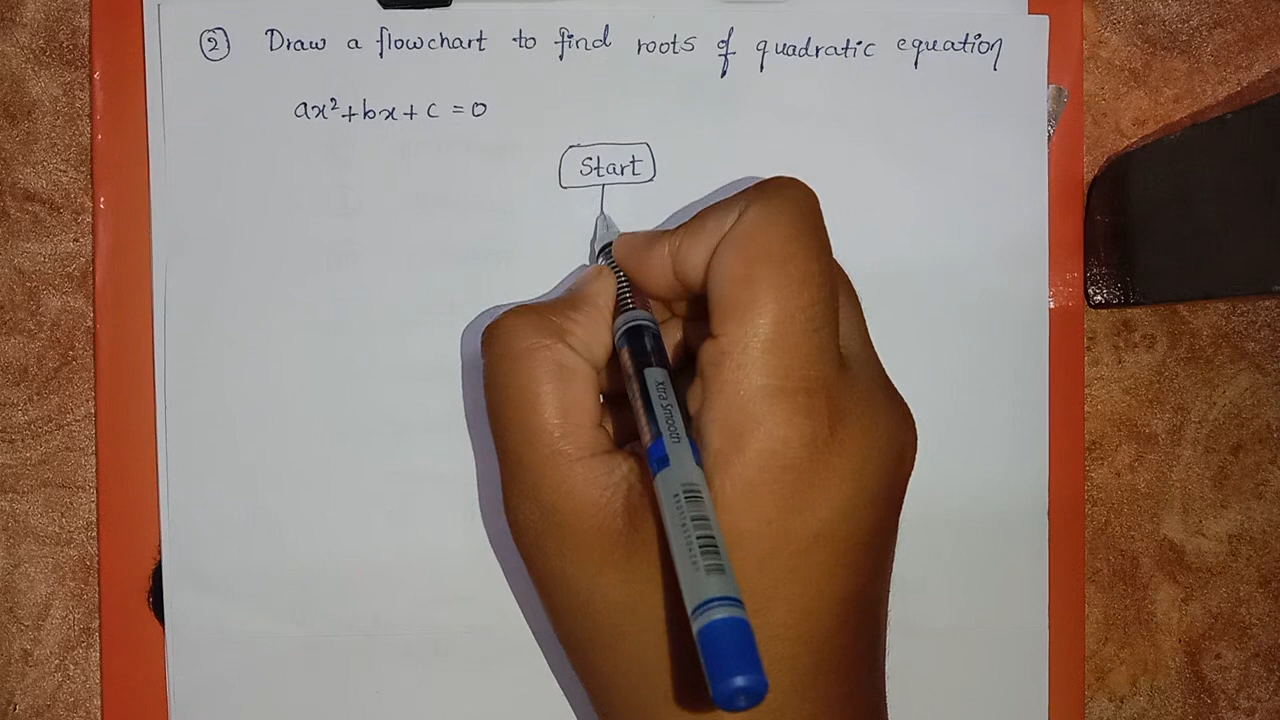 ② Draw a flowchart to find roots of quadratic equation
ax²+bx+c =0
Start
Xtra Smooth